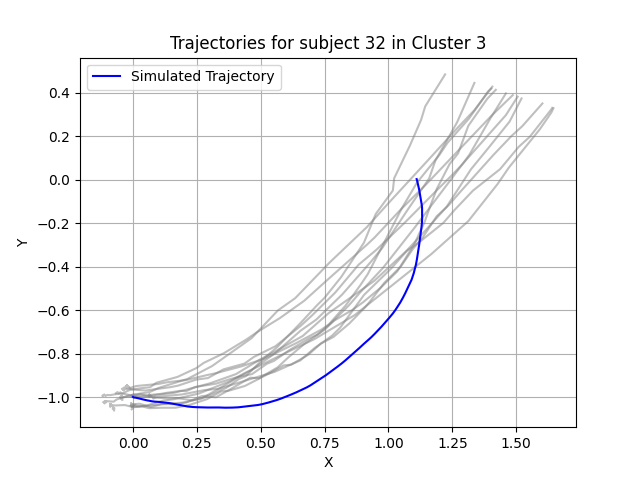 Trajectories for subject 32 in Cluster 3
Simulated Trajectory
0.4
0.2
0.0
−0.2
−0.4
−0.6
−0.8
−1.0
Y
0.00 0.25 0.50 0.75 1.00 1.25 1.50
X